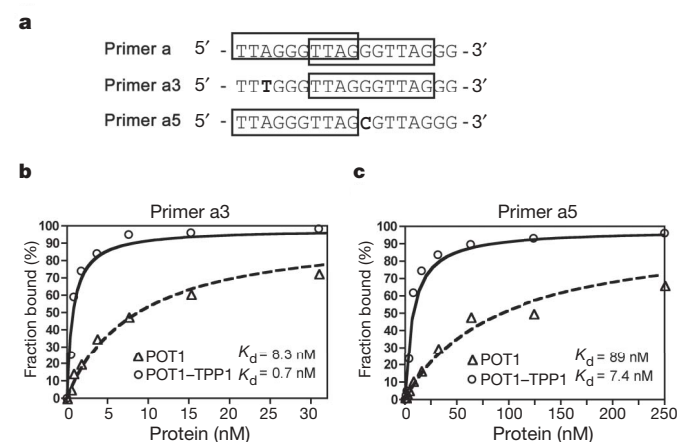 a
Primer a 5′ - TTAGGGTTAGGGTTAGGG -3′
Primer a3 5′ - TTTGGGTTAGGGTTAGGG -3′
Primer a5 5′ - TTAGGGTTAGCGTTAGGG -3′
b
Primer a3
Fraction bound (%)
100
90
80
70
60
50
40
30
20
10
0
POT1 Kd = 8.3 nM
POT1–TPP1 Kd = 0.7 nM
0 5 10 15 20 25 30
Protein (nM)
c
Primer a5
Fraction bound (%)
100
90
80
70
60
50
40
30
20
10
0
POT1 Kd = 89 nM
POT1–TPP1 Kd = 7.4 nM
0 50 100 150 200 250
Protein (nM)